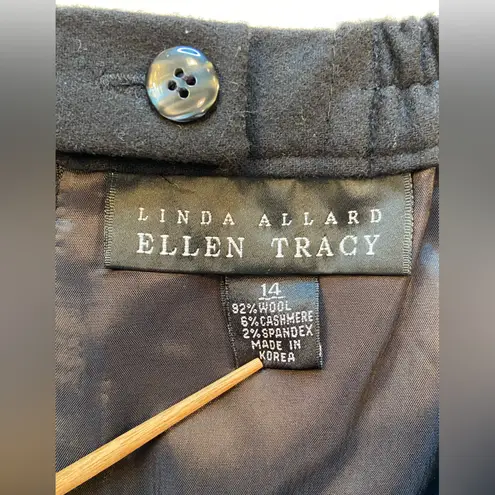 LINDA ALLARD
ELLEN TRACY
14
92% WOOL
6% CASHMERE
2% SPANDEX
MADE IN
KOREA